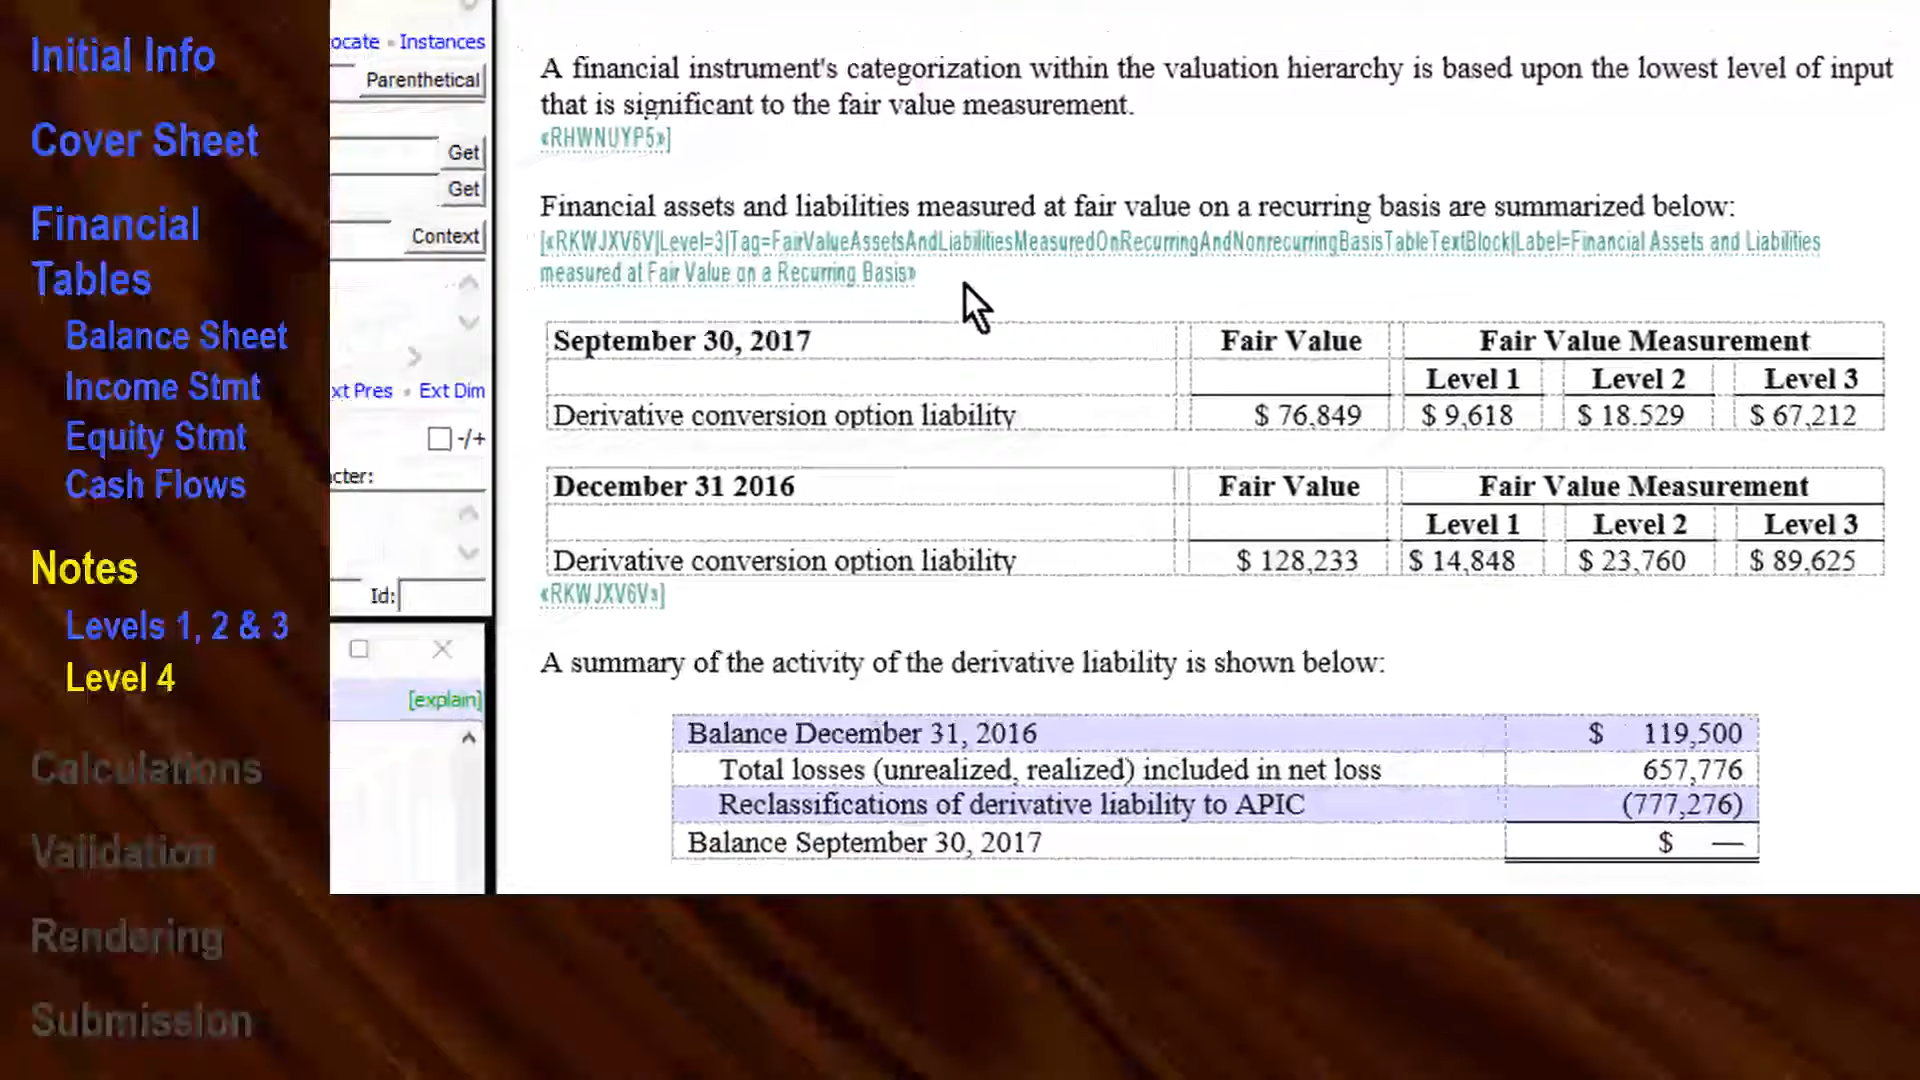 Initial Info
Cover Sheet
Financial
Tables
Balance Sheet
Income Stmt
Equity Stmt
Cash Flows
Notes
Levels 1, 2 & 3
Level 4
Calculations
Validation
Rendering
Submission
ocate Instances
Parenthetical
Get
Get
Context
xt Pres Ext Dim
-/+
cter:
Id:
[explain]
A financial instrument's categorization within the valuation hierarchy is based upon the lowest level of input
that is significant to the fair value measurement.
«RHWNUYP5»]
Financial assets and liabilities measured at fair value on a recurring basis are summarized below:
[«RKWJXV6V|Level=3|Tag=FairValueAssetsAndLiabilitiesMeasuredOnRecurringAndNonrecurringBasisTableTextBlock|Label=Financial Assets and Liabilities
measured at Fair Value on a Recurring Basis»
September 30, 2017 Fair Value Fair Value Measurement
Level 1 Level 2 Level 3
Derivative conversion option liability $ 76,849 $ 9,618 $ 18.529 $ 67,212
December 31 2016 Fair Value Fair Value Measurement
Level 1 Level 2 Level 3
Derivative conversion option liability $ 128,233 $ 14,848 $ 23,760 $ 89,625
«RKWJXV6V»]
A summary of the activity of the derivative liability is shown below:
Balance December 31, 2016 $ 119,500
Total losses (unrealized, realized) included in net loss 657,776
Reclassifications of derivative liability to APIC (777,276)
Balance September 30, 2017 $ —